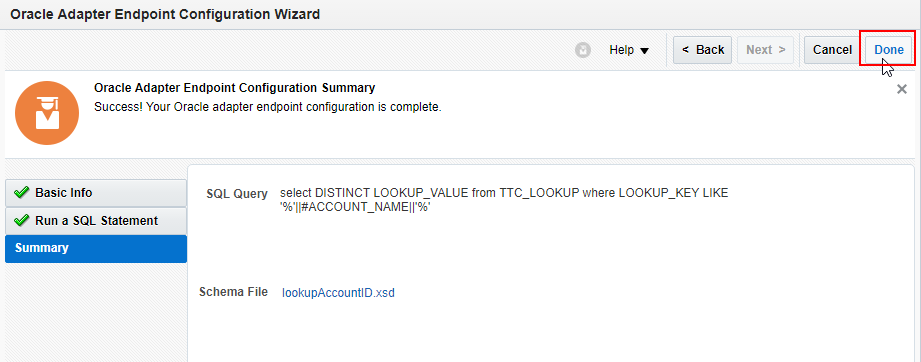 Oracle Adapter Endpoint Configuration Wizard
Help
< Back
Next >
Cancel
Done
Oracle Adapter Endpoint Configuration Summary
Success! Your Oracle adapter endpoint configuration is complete.
Basic Info
Run a SQL Statement
Summary
SQL Query
select DISTINCT LOOKUP_VALUE from TTC_LOOKUP where LOOKUP_KEY LIKE
'%'||#ACCOUNT_NAME||'%'
Schema File
lookupAccountID.xsd